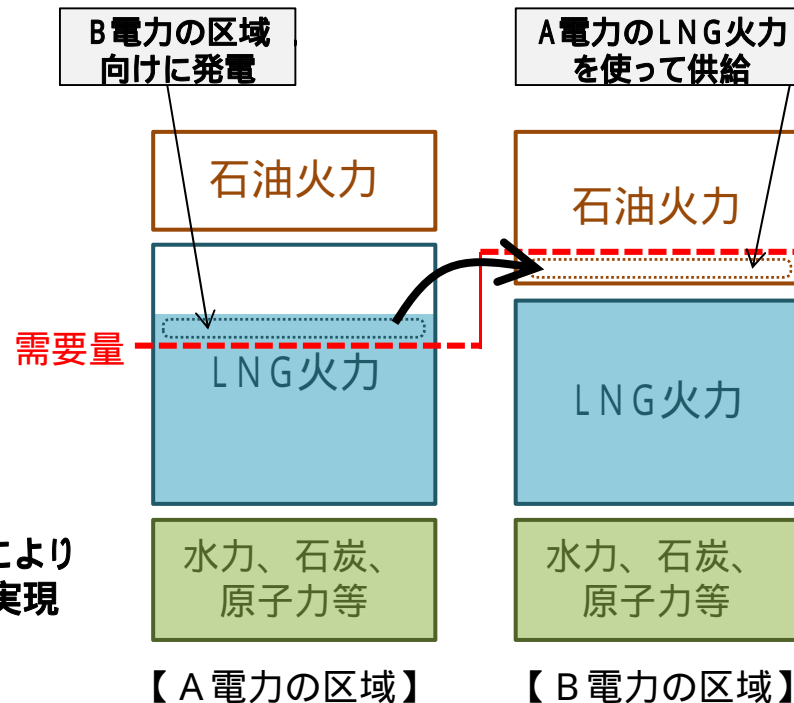 B電力の区域
向けに発電
A電力のLNG火力
を使って供給
石油火力
石油火力
需要量
LNG火力
LNG火力
により
実現
水力、石炭、
原子力等
水力、石炭、
原子力等
【A電力の区域】
【B電力の区域】